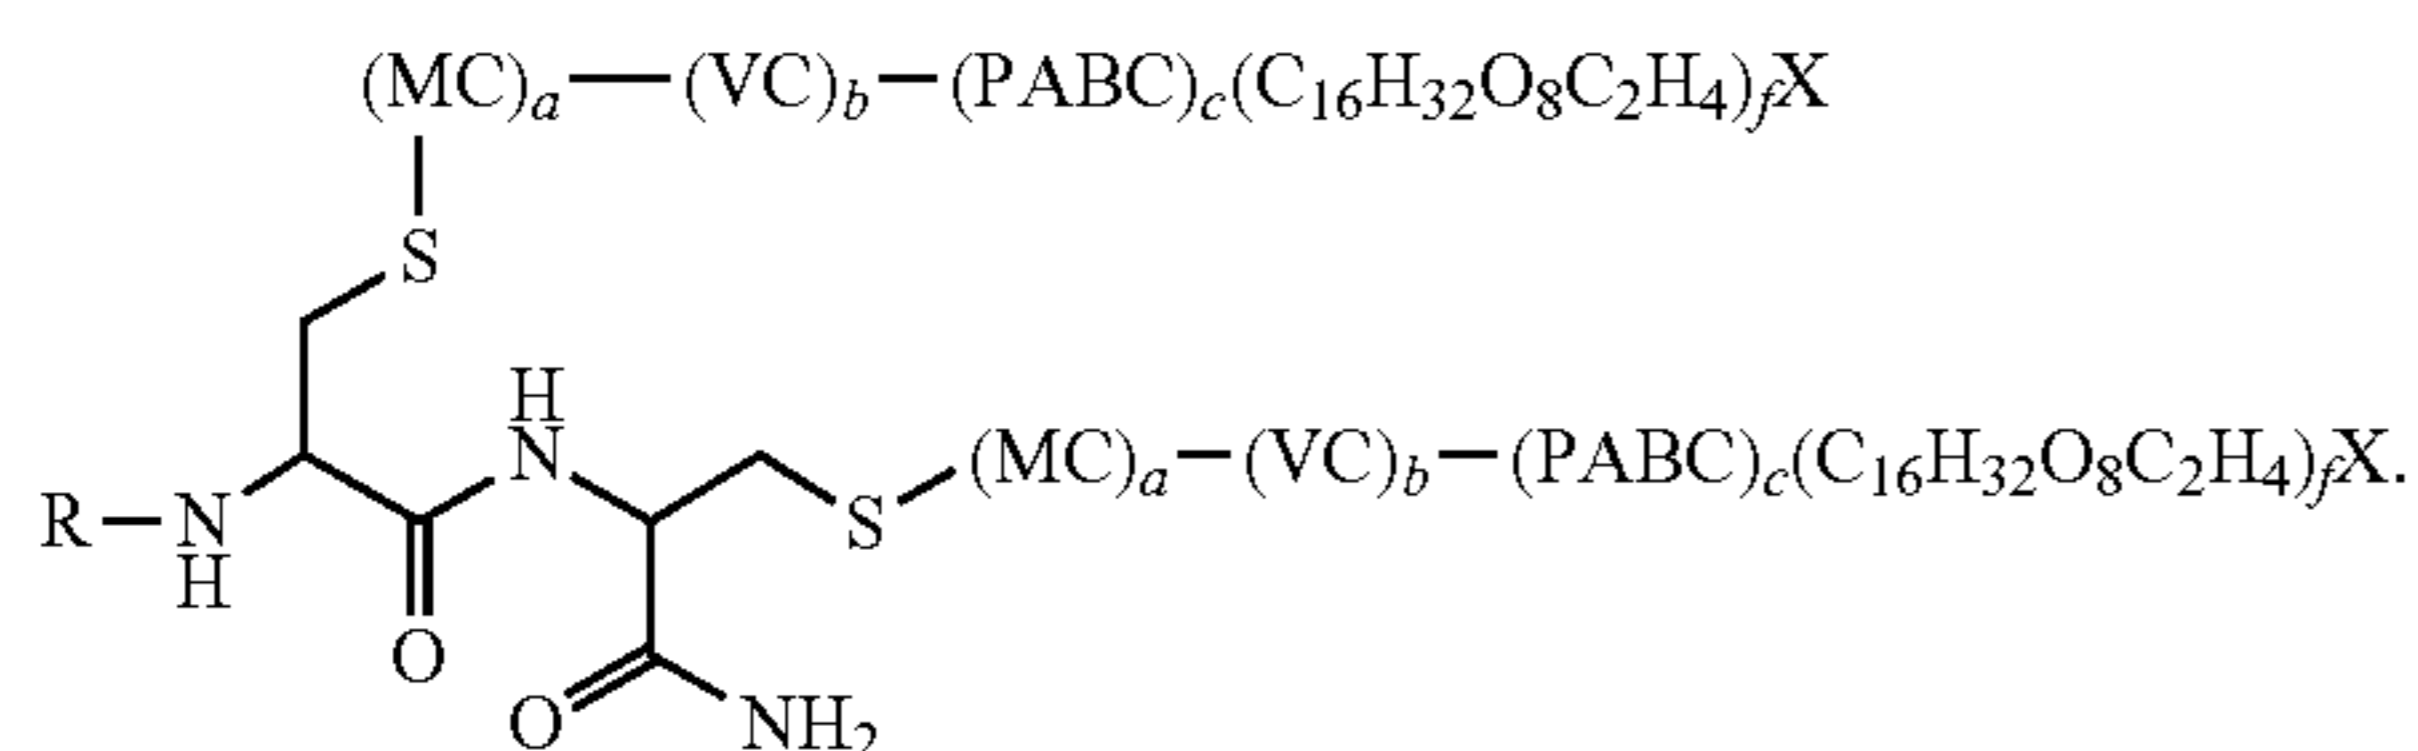 (MC)a—(VC)b—(PABC)c(C16H32O8C2H4)fX
S
H
N
(MC)a—(VC)b—(PABC)c(C16H32O8C2H4)fX.
R—N
H
S
O
O
NH2